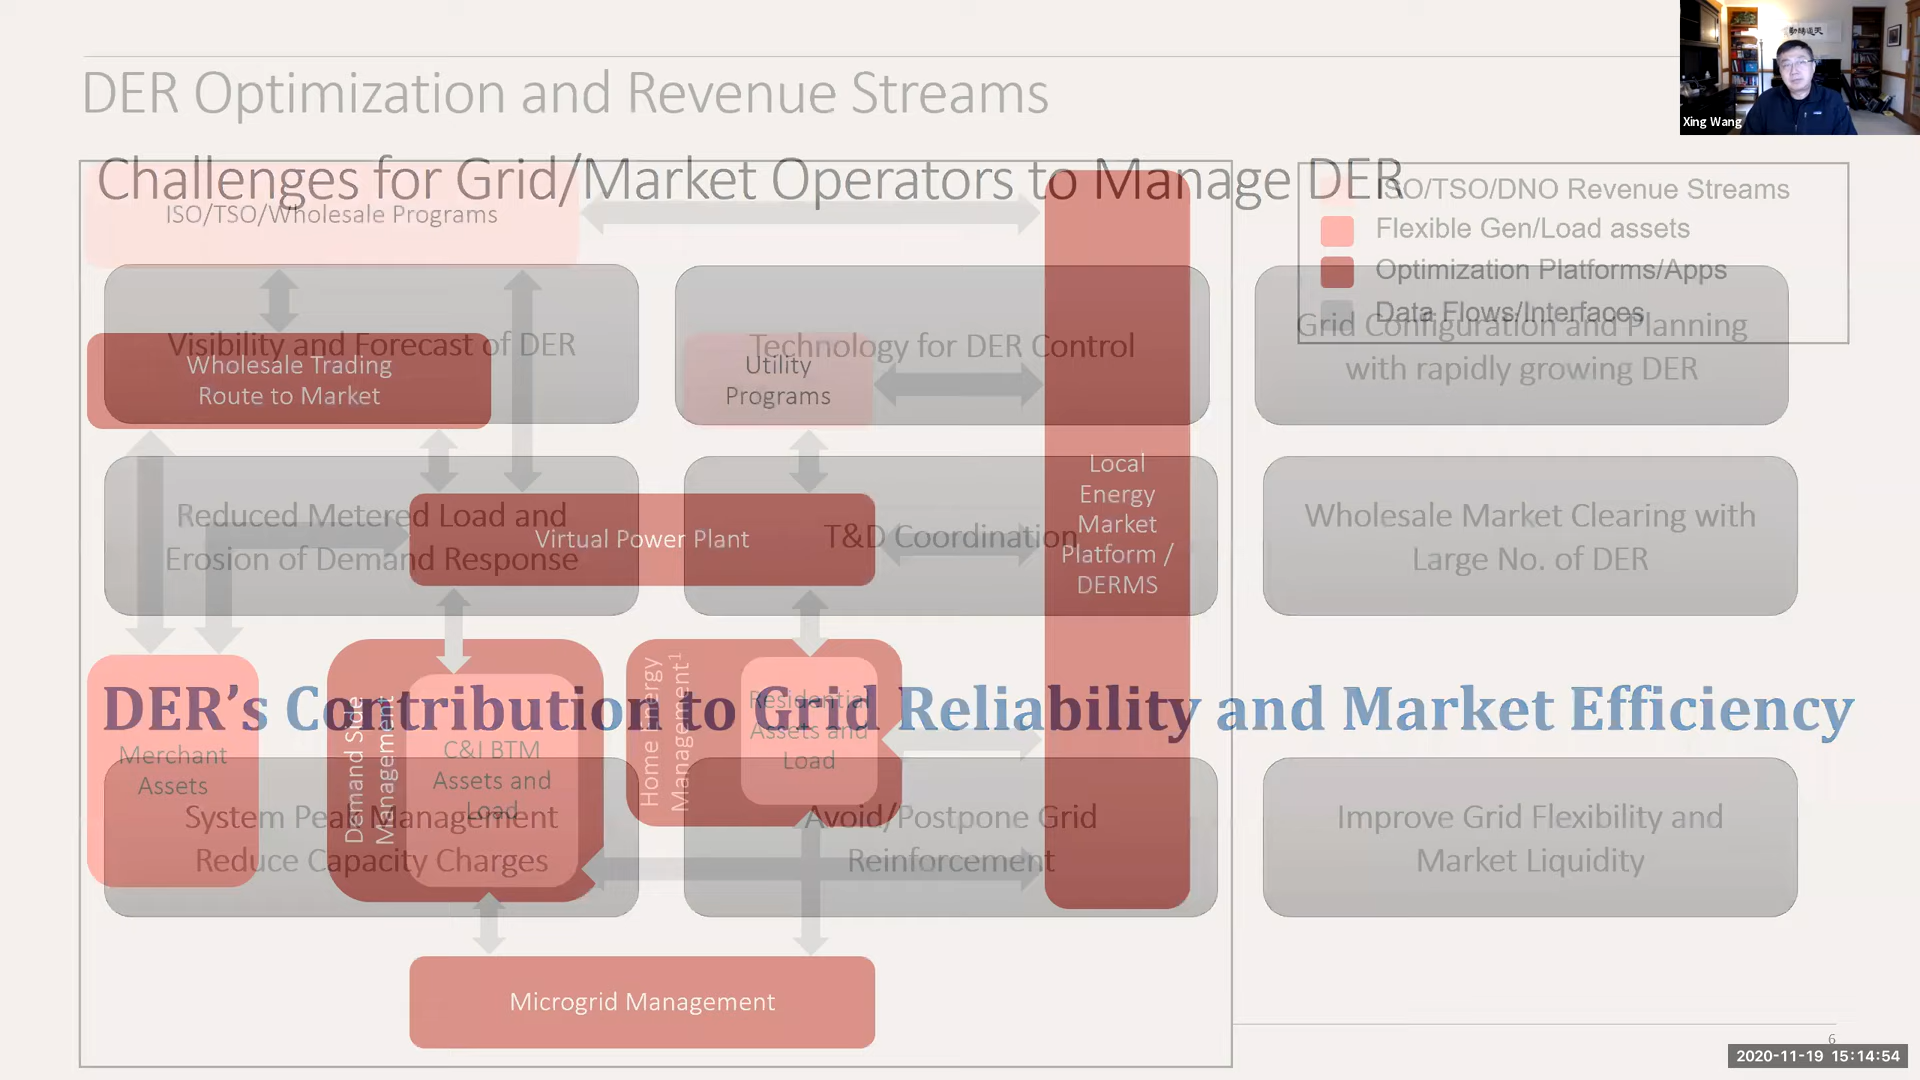 Xing Wang
DER Optimization and Revenue Streams
Challenges for Grid/Market Operators to Manage DER
ISO/TSO/Wholesale Programs
ISO/TSO/DNO Revenue Streams
Flexible Gen/Load assets
Optimization Platforms/Apps
Data Flows/Interfaces
Visibility and Forecast of DER
Wholesale Trading
Route to Market
Technology for DER Control
Utility
Programs
Grid Configuration and Planning
with rapidly growing DER
Reduced Metered Load and
Erosion of Demand Response
Virtual Power Plant
T&D Coordination
Local
Energy
Market
Platform /
DERMS
Wholesale Market Clearing with
Large No. of DER
DER’s Contribution to Grid Reliability and Market Efficiency
Merchant
Assets
Demand Side
Management
C&I BTM
Assets and
Load
Home Energy
Management1
Residential
Assets and
Load
System Peak Management
Reduce Capacity Charges
Avoid/Postpone Grid
Reinforcement
Improve Grid Flexibility and
Market Liquidity
Microgrid Management
6
2020-11-19 15:14:54